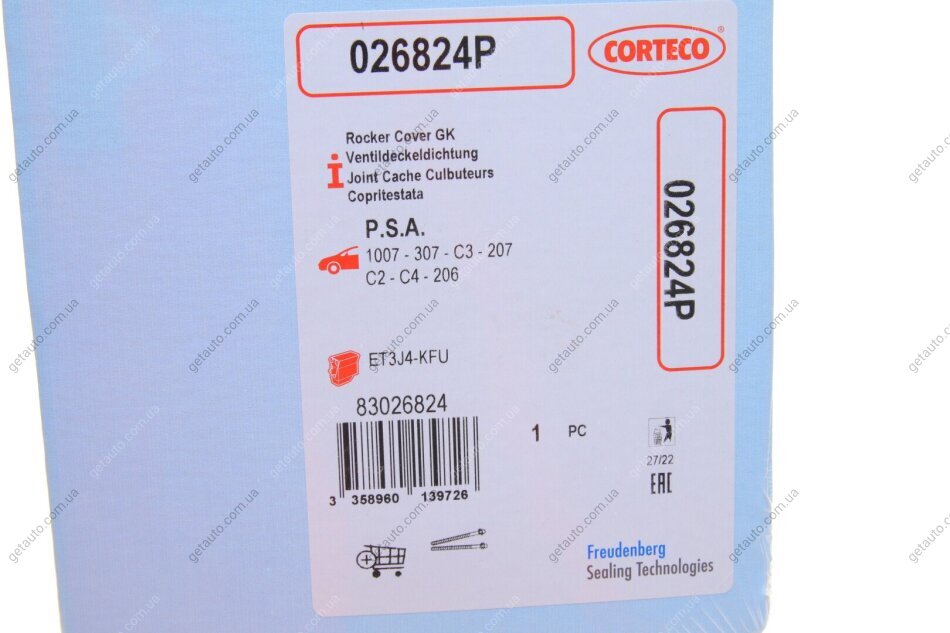 026824P
CORTECO
Rocker Cover GK
Ventildeckeldichtung
Joint Cache Culbuteurs
Copritestata
P.S.A.
1007 - 307 - C3 - 207
C2 - C4 - 206
026824P
ET3J4-KFU
83026824
1 PC
3 358960 139726
27/22
EAC
Freudenberg
Sealing Technologies
getauto.com.ua